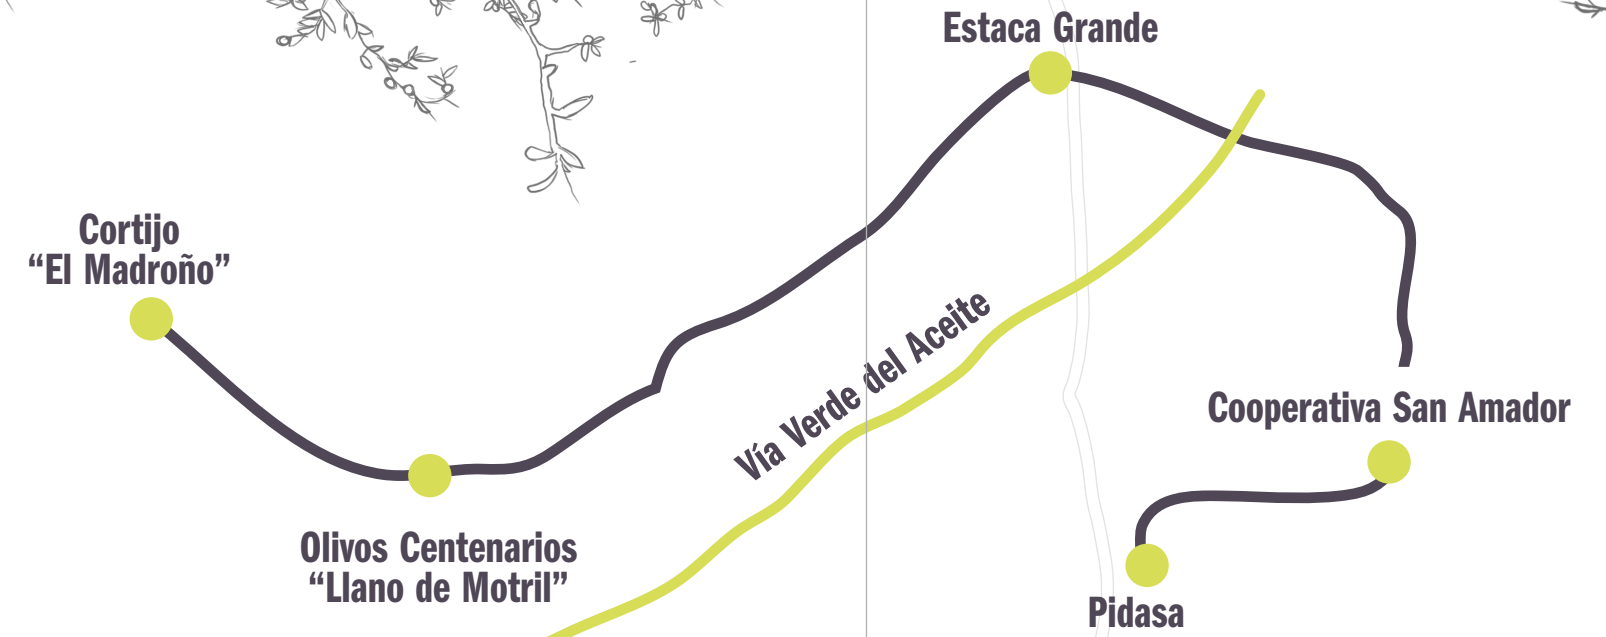 Estaca Grande
Cortijo
“El Madroño”
Vía Verde del Aceite
Cooperativa San Amador
Olivos Centenarios
“Llano de Motril”
Pidasa